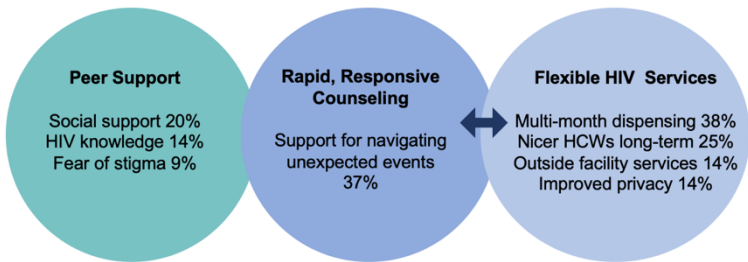 Peer Support
Social support 20%
HIV knowledge 14%
Fear of stigma 9%
Rapid, Responsive
Counseling
Support for navigating
unexpected events
37%
Flexible HIV Services
Multi-month dispensing 38%
Nicer HCWs long-term 25%
Outside facility services 14%
Improved privacy 14%